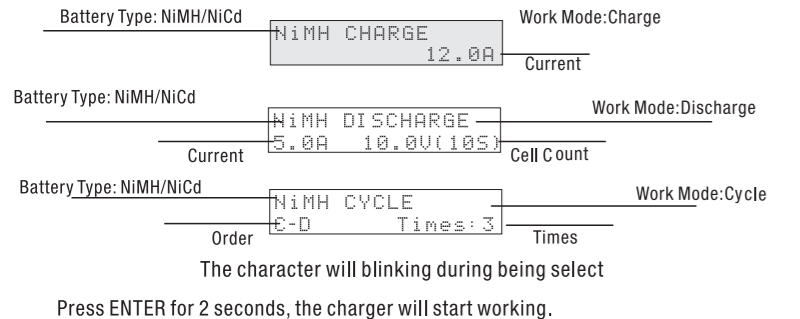 Battery Type: NiMH/NiCd
Work Mode:Charge
NiMH CHARGE
12.0A
Current
Battery Type: NiMH/NiCd
Work Mode:Discharge
NiMH DISCHARGE
5.0A 10.0V(10S)
Current
Cell Count
Battery Type: NiMH/NiCd
Work Mode:Cycle
NiMH CYCLE
C-D Times:3
Order
Times
The character will blinking during being select
Press ENTER for 2 seconds, the charger will start working.